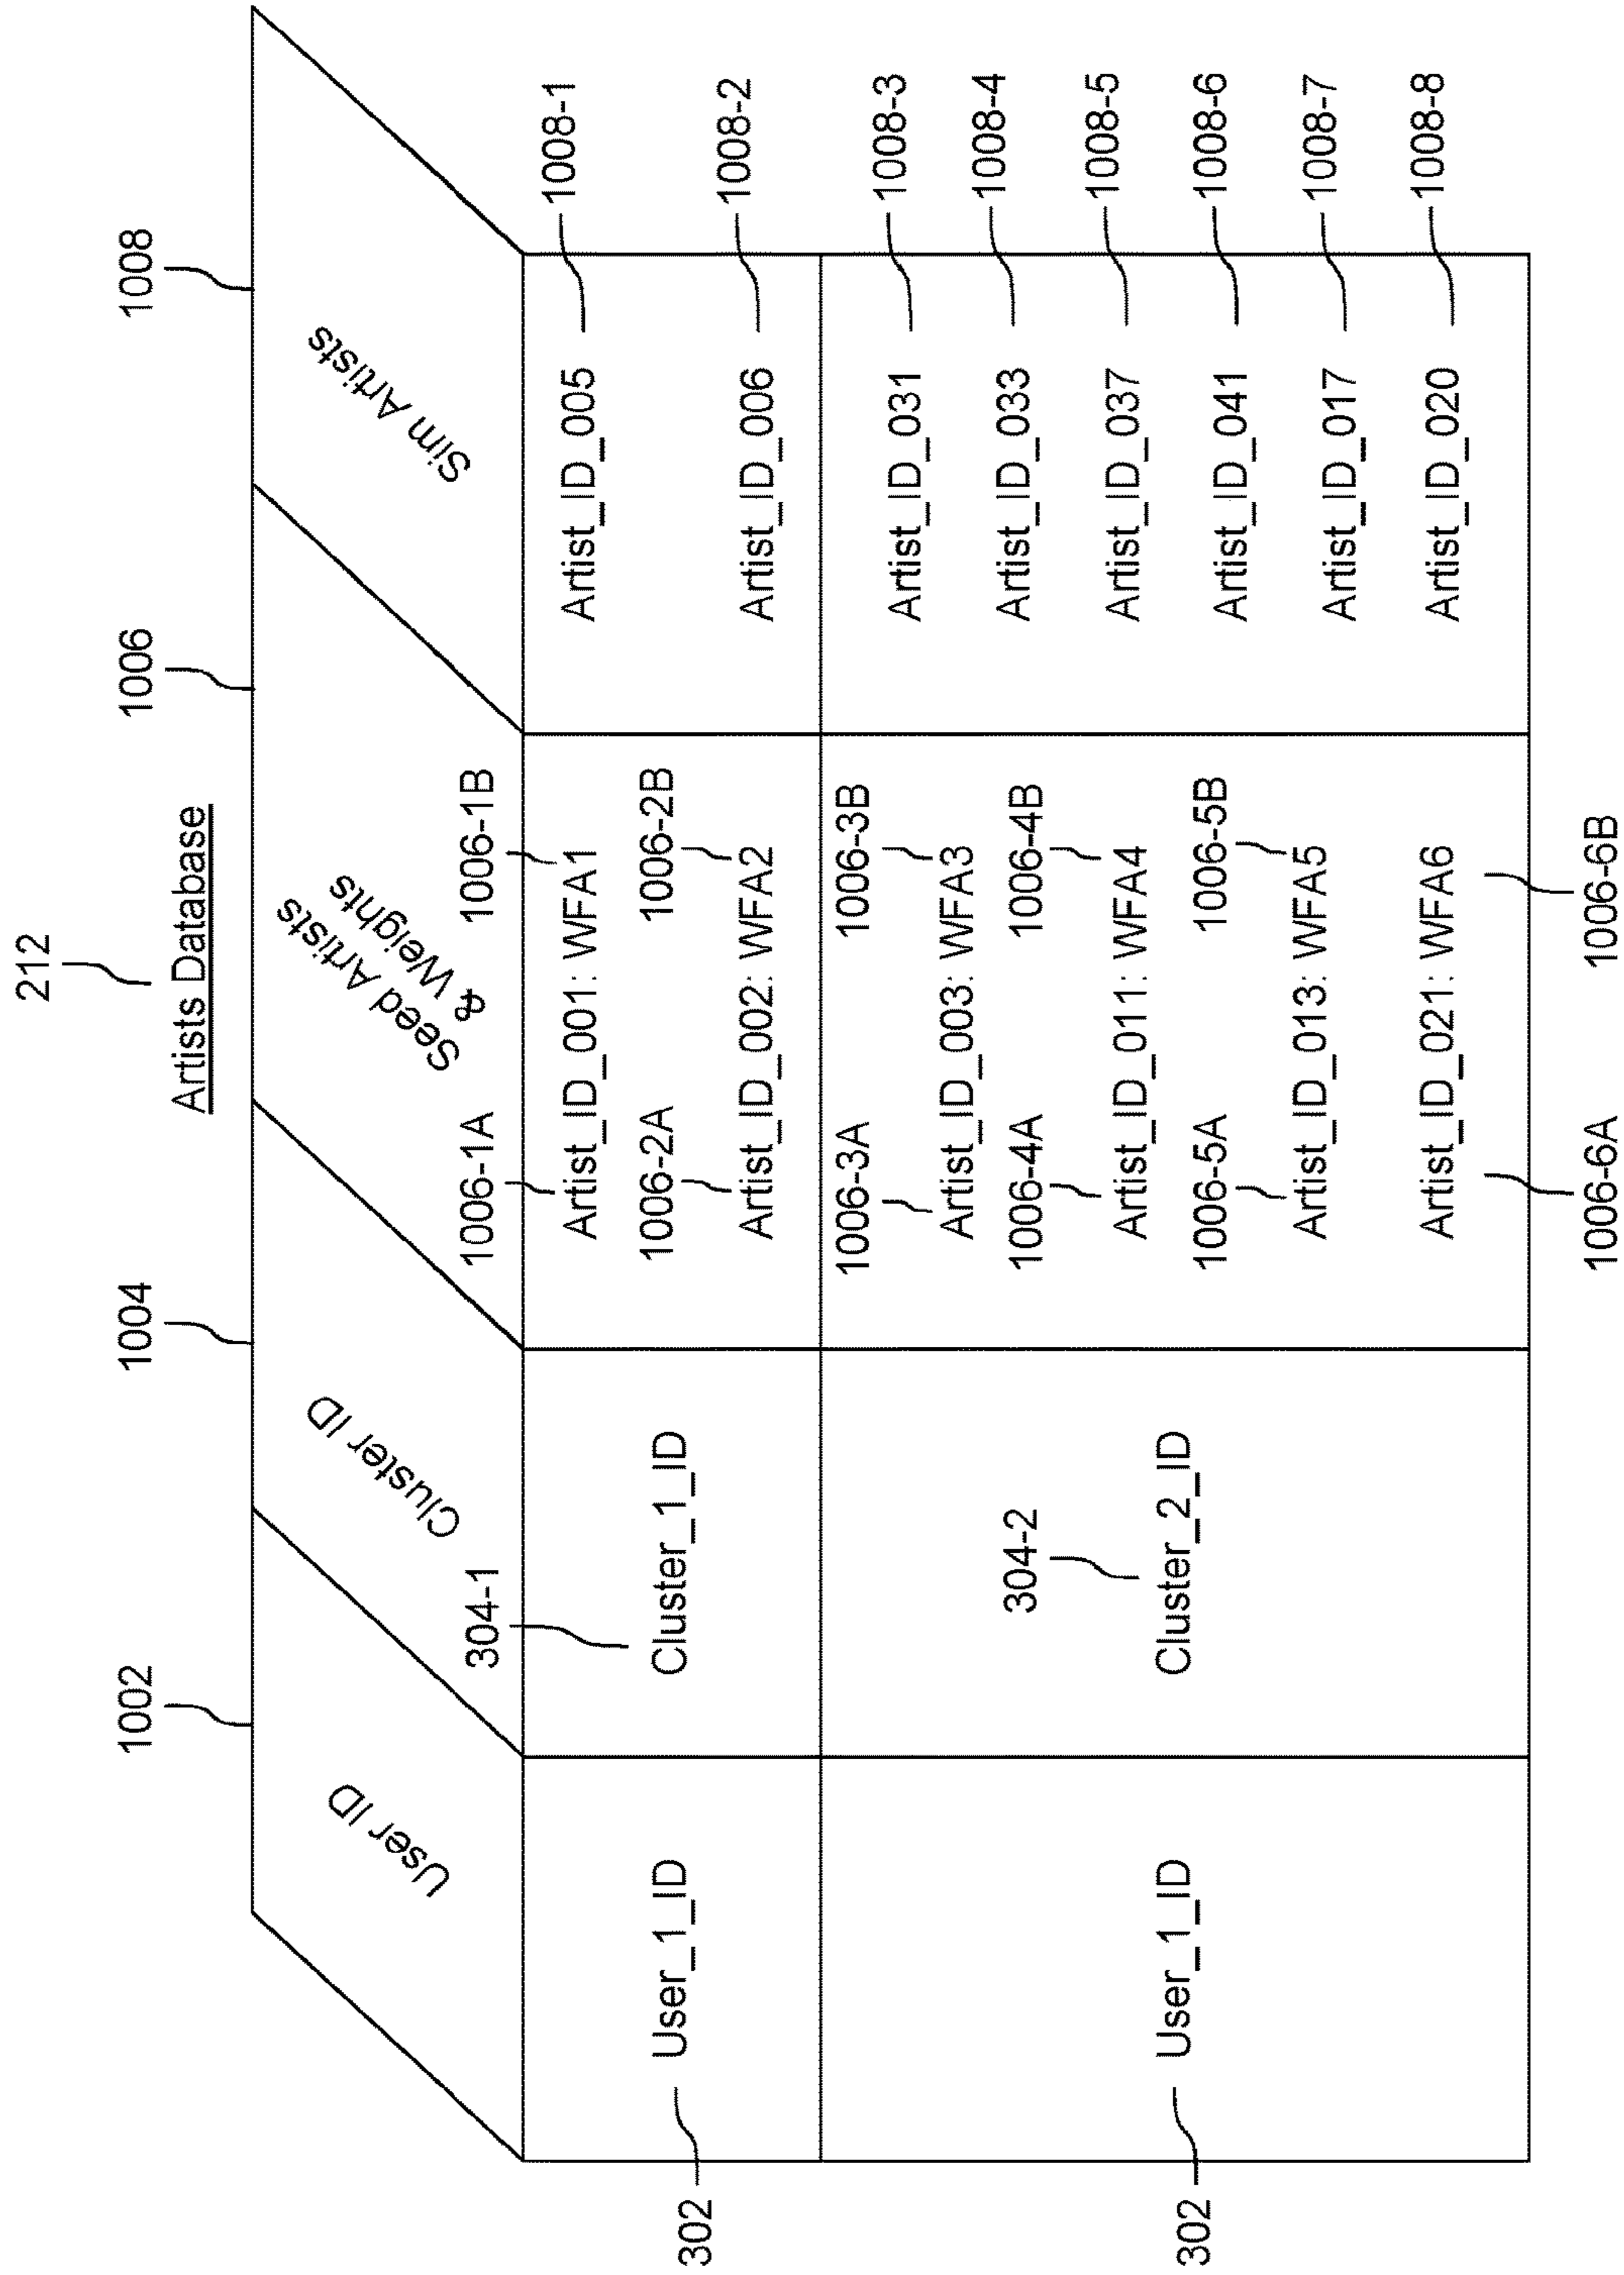 212
Artists Database
1002
1004
1006
1008
User ID
Cluster ID
Seed Artists
& Weights
Sim Artists
304-1
1006-1A
1006-1B
302
User_1_ID
Cluster_1_ID
Artist_ID_001: WFA1
Artist_ID_005
1008-1
1006-2A
1006-2B
Artist_ID_002: WFA2
Artist_ID_006
1008-2
1006-3A
1006-3B
Artist_ID_031
1008-3
Artist_ID_003: WFA3
304-2
1006-4A
1006-4B
Artist_ID_033
1008-4
302
User_1_ID
Cluster_2_ID
Artist_ID_011: WFA4
Artist_ID_037
1008-5
1006-5A
1006-5B
Artist_ID_041
1008-6
Artist_ID_013: WFA5
Artist_ID_017
1008-7
Artist_ID_021: WFA6
Artist_ID_020
1008-8
1006-6A
1006-6B